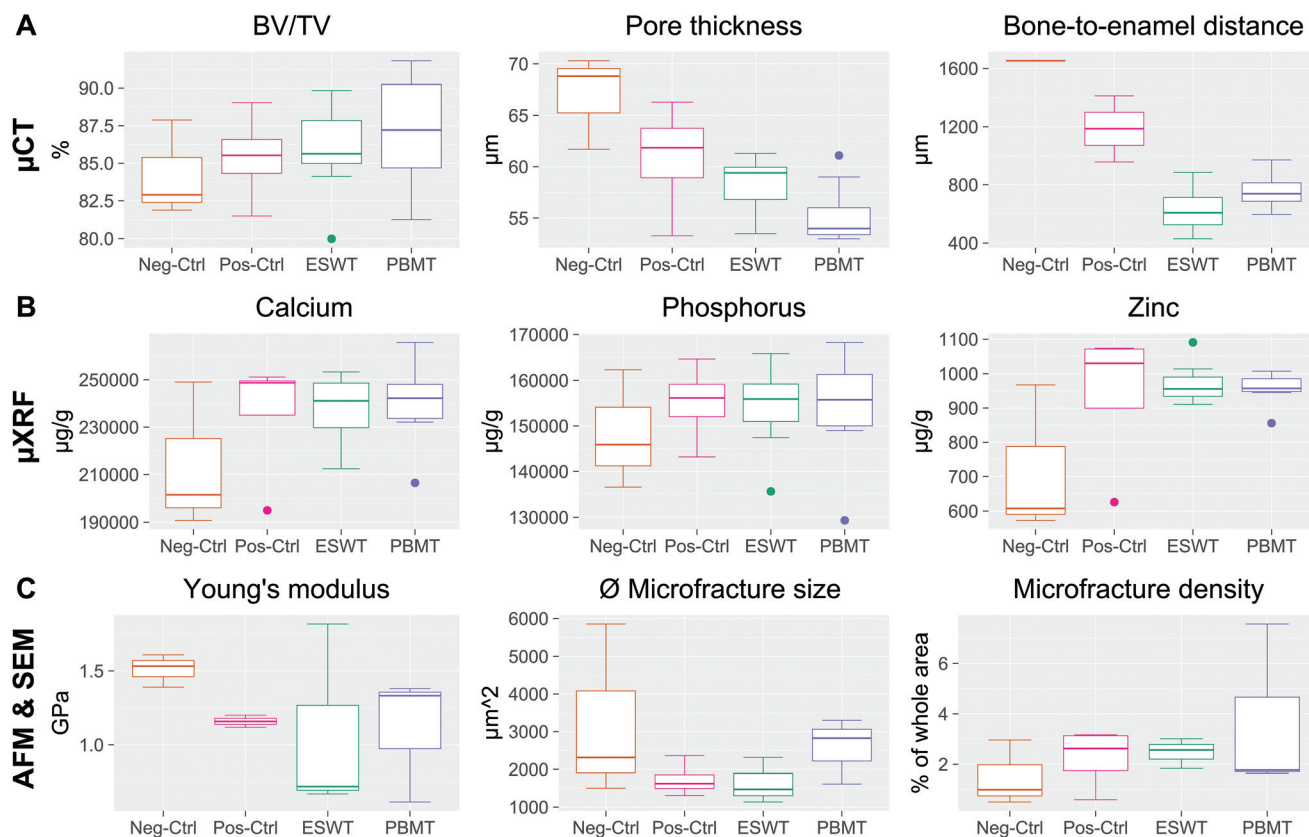 A
BV/TV
Pore thickness
Bone-to-enamel distance
µCT
%
90.0
87.5
85.0
82.5
80.0
Neg-Ctrl Pos-Ctrl ESWT PBMT
µm
70
65
60
55
Neg-Ctrl Pos-Ctrl ESWT PBMT
µm
1600
1200
800
400
Neg-Ctrl Pos-Ctrl ESWT PBMT
B
Calcium
Phosphorus
Zinc
µXRF
µg/g
250000
230000
210000
190000
Neg-Ctrl Pos-Ctrl ESWT PBMT
µg/g
170000
160000
150000
140000
130000
Neg-Ctrl Pos-Ctrl ESWT PBMT
µg/g
1100
1000
900
800
700
600
Neg-Ctrl Pos-Ctrl ESWT PBMT
C
Young's modulus
Ø Microfracture size
Microfracture density
AFM & SEM
GPa
1.5
1.0
Neg-Ctrl Pos-Ctrl ESWT PBMT
µm^2
6000
5000
4000
3000
2000
1000
Neg-Ctrl Pos-Ctrl ESWT PBMT
% of whole area
6
4
2
Neg-Ctrl Pos-Ctrl ESWT PBMT